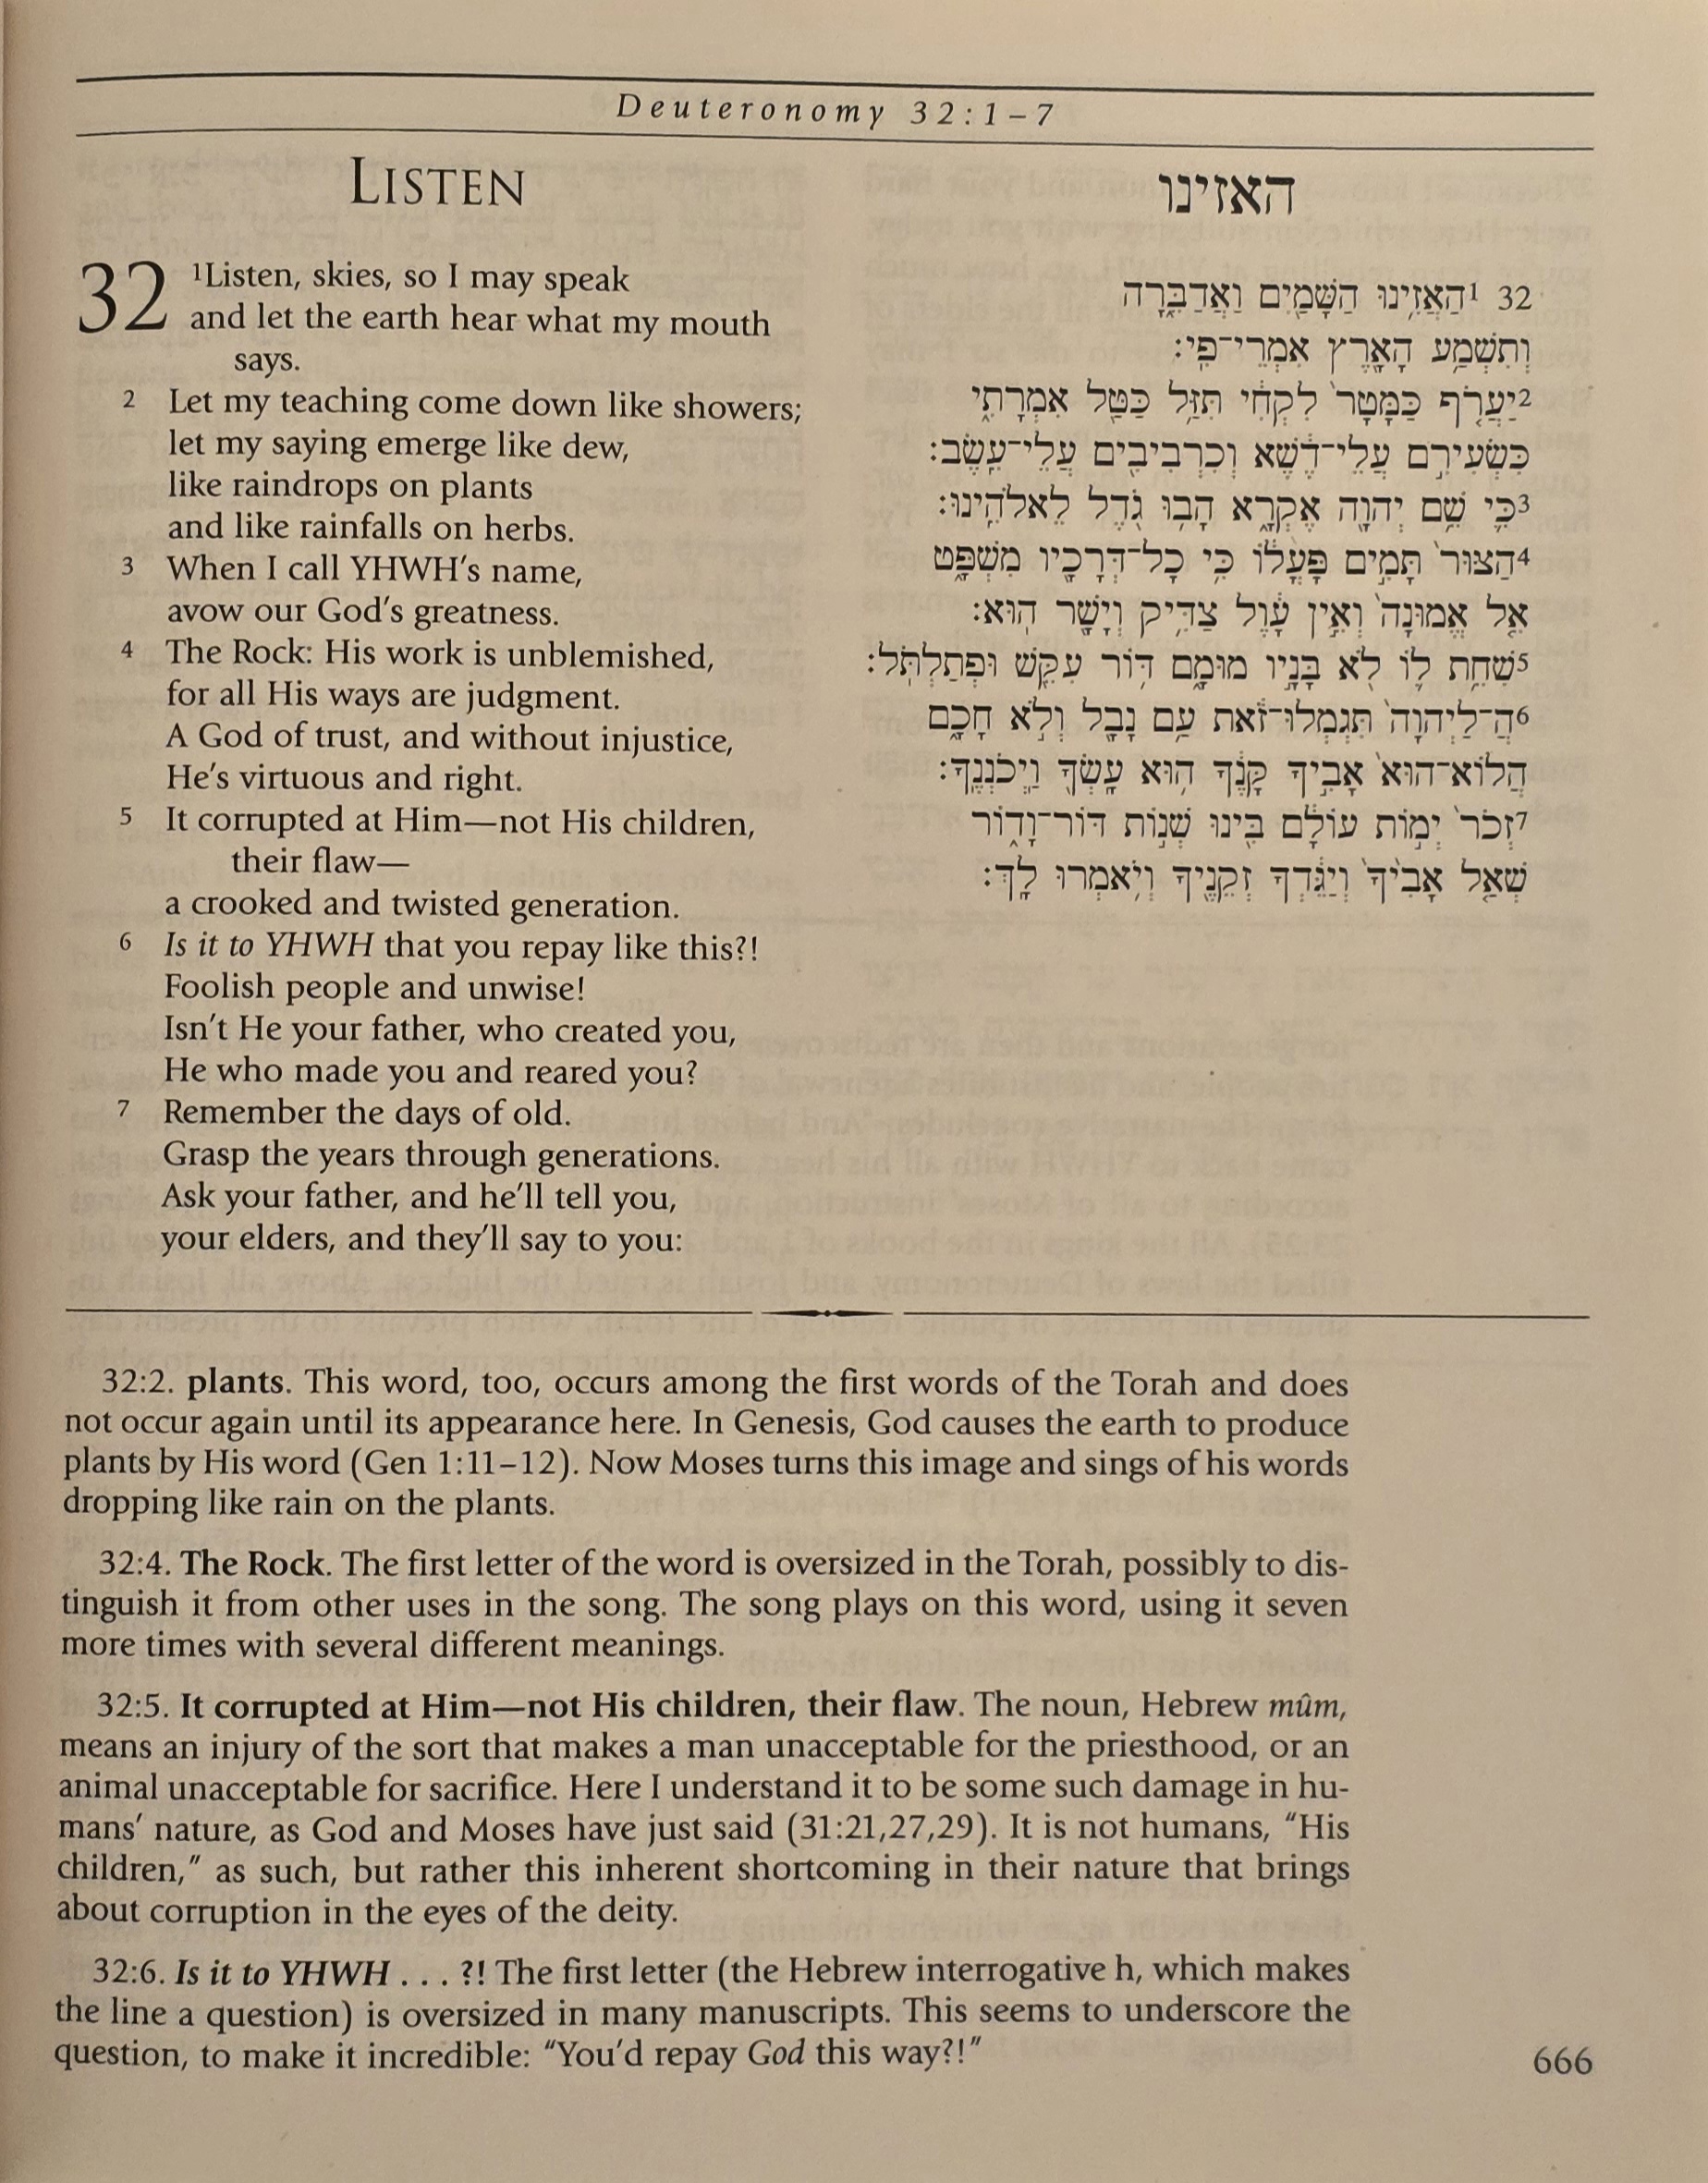 Deuteronomy 32:1–7
LISTEN
32 ¹Listen, skies, so I may speak
and let the earth hear what my mouth
says.
2 Let my teaching come down like showers;
let my saying emerge like dew,
like raindrops on plants
and like rainfalls on herbs.
3 When I call YHWH’s name,
avow our God’s greatness.
4 The Rock: His work is unblemished,
for all His ways are judgment.
A God of trust, and without injustice,
He’s virtuous and right.
5 It corrupted at Him—not His children,
their flaw—
a crooked and twisted generation.
6 Is it to YHWH that you repay like this?!
Foolish people and unwise!
Isn’t He your father, who created you,
He who made you and reared you?
7 Remember the days of old.
Grasp the years through generations.
Ask your father, and he’ll tell you,
your elders, and they’ll say to you:
האזינו
32 ¹הַאֲזִ֥ינוּ הַשָּׁמַ֖יִם וַאֲדַבֵּ֑רָה
וְתִשְׁמַ֥ע הָאָ֖רֶץ אִמְרֵי־פִֽי׃
²יַעֲרֹ֤ף כַּמָּטָר֙ לִקְחִ֔י תִּזַּ֥ל כַּטַּ֖ל אִמְרָתִ֑י
כִּשְׂעִירִ֣ם עֲלֵי־דֶ֔שֶׁא וְכִרְבִיבִ֖ים עֲלֵי־עֵֽשֶׂב׃
³כִּ֛י שֵׁ֥ם יְהוָ֖ה אֶקְרָ֑א הָב֥וּ גֹ֖דֶל לֵאלֹהֵֽינוּ׃
⁴הַצּוּר֙ תָּמִ֣ים פָּעֳל֔וֹ כִּ֥י כָל־דְּרָכָ֖יו מִשְׁפָּ֑ט
אֵ֤ל אֱמוּנָה֙ וְאֵ֣ין עָ֔וֶל צַדִּ֥יק וְיָשָׁ֖ר הֽוּא׃
⁵שִׁחֵ֥ת ל֛וֹ לֹ֖א בָּנָ֣יו מוּמָ֑ם דּ֥וֹר עִקֵּ֖שׁ וּפְתַלְתֹּֽל׃
⁶הֲ־לַיְהוָה֙ תִּגְמְלוּ־זֹ֔את עַ֥ם נָבָ֖ל וְלֹ֣א חָכָ֑ם
הֲלוֹא־הוּא֙ אָבִ֣יךָ קָּנֶ֔ךָ ה֥וּא עָֽשְׂךָ֖ וַֽיְכֹנְנֶֽךָ׃
⁷זְכֹר֙ יְמ֣וֹת עוֹלָ֔ם בִּ֖ינוּ שְׁנ֣וֹת דּוֹר־וָד֑וֹר
שְׁאַ֤ל אָבִ֙יךָ֙ וְיַגֵּ֔דְךָ זְקֵנֶ֖יךָ וְיֹ֥אמְרוּ לָֽךְ׃
32:2. plants. This word, too, occurs among the first words of the Torah and does
not occur again until its appearance here. In Genesis, God causes the earth to produce
plants by His word (Gen 1:11–12). Now Moses turns this image and sings of his words
dropping like rain on the plants.
32:4. The Rock. The first letter of the word is oversized in the Torah, possibly to dis-
tinguish it from other uses in the song. The song plays on this word, using it seven
more times with several different meanings.
32:5. It corrupted at Him—not His children, their flaw. The noun, Hebrew mûm,
means an injury of the sort that makes a man unacceptable for the priesthood, or an
animal unacceptable for sacrifice. Here I understand it to be some such damage in hu-
mans’ nature, as God and Moses have just said (31:21,27,29). It is not humans, “His
children,” as such, but rather this inherent shortcoming in their nature that brings
about corruption in the eyes of the deity.
32:6. Is it to YHWH . . . ?! The first letter (the Hebrew interrogative h, which makes
the line a question) is oversized in many manuscripts. This seems to underscore the
question, to make it incredible: “You’d repay God this way?!”
666